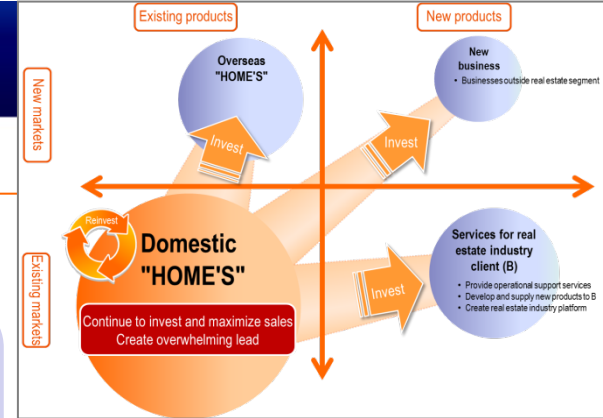 Existing products
New products
New markets
Overseas
"HOME'S"
New
business
• Businesses outside real estate segment
Invest
Invest
Reinvest
Existing markets
Domestic
"HOME'S"
Continue to invest and maximize sales
Create overwhelming lead
Invest
Services for real
estate industry
client (B)
• Provide operational support services
• Develop and supply new products to B
• Create real estate industry platform